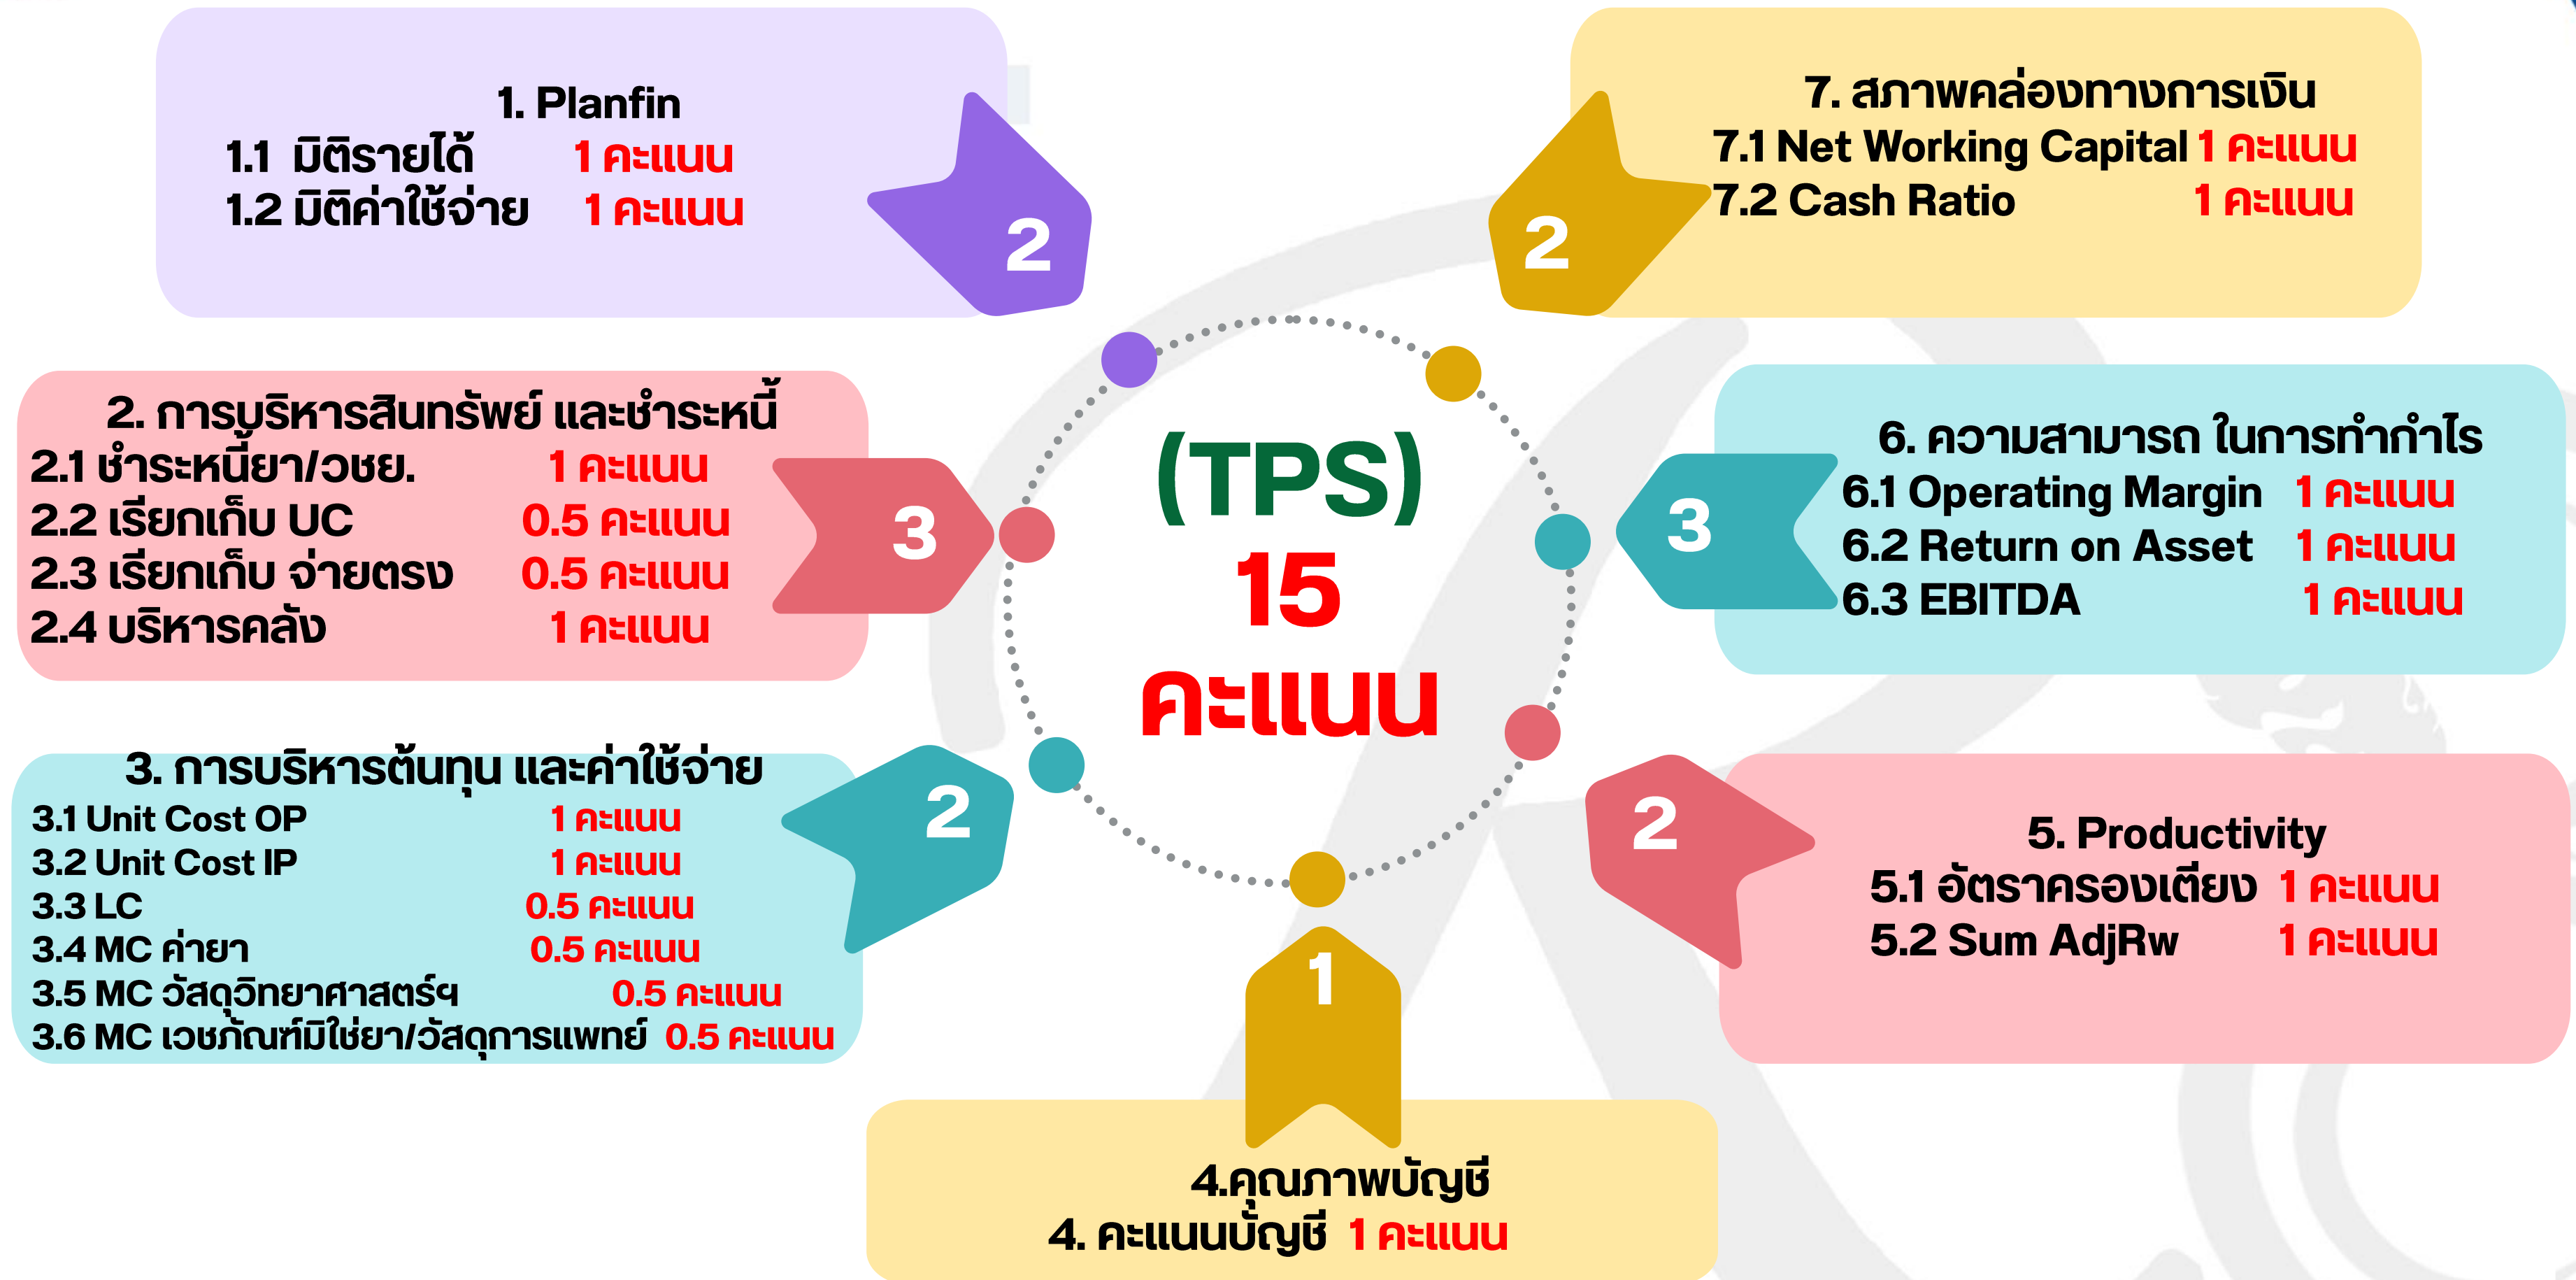 1. Planfin
1.1 มิติรายได้ 1 คะแนน
1.2 มิติค่าใช้จ่าย 1 คะแนน
2
2. การบริหารสินทรัพย์ และชำระหนี้
2.1 ชำระหนี้ยา/วชย. 1 คะแนน
2.2 เรียกเก็บ UC 0.5 คะแนน
2.3 เรียกเก็บ จ่ายตรง 0.5 คะแนน
2.4 บริหารคลัง 1 คะแนน
3
3. การบริหารต้นทุน และค่าใช้จ่าย
3.1 Unit Cost OP 1 คะแนน
3.2 Unit Cost IP 1 คะแนน
3.3 LC 0.5 คะแนน
3.4 MC ค่ายา 0.5 คะแนน
3.5 MC วัสดุวิทยาศาสตร์ฯ 0.5 คะแนน
3.6 MC เวชภัณฑ์มิใช่ยา/วัสดุการแพทย์ 0.5 คะแนน
2
(TPS)
15
คะแนน
1
4.คุณภาพบัญชี
4. คะแนนบัญชี 1 คะแนน
2
5. Productivity
5.1 อัตราครองเตียง 1 คะแนน
5.2 Sum AdjRw 1 คะแนน
3
6. ความสามารถ ในการทำกำไร
6.1 Operating Margin 1 คะแนน
6.2 Return on Asset 1 คะแนน
6.3 EBITDA 1 คะแนน
2
7. สภาพคล่องทางการเงิน
7.1 Net Working Capital 1 คะแนน
7.2 Cash Ratio 1 คะแนน